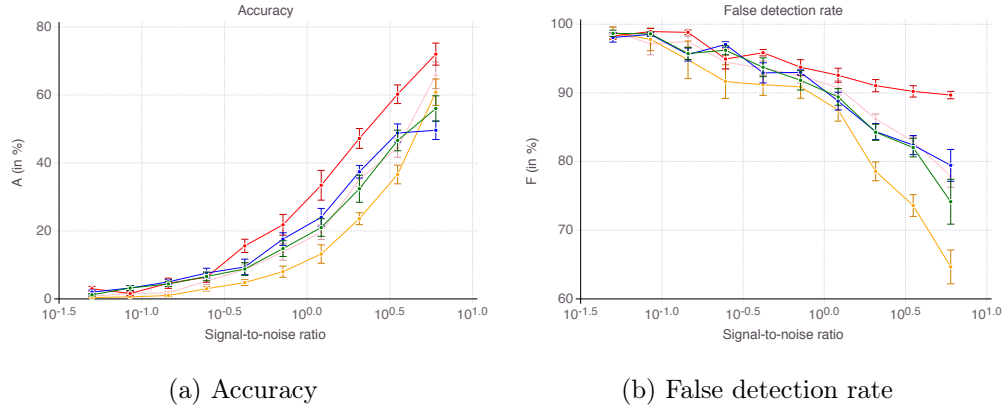 Accuracy
80
60
40
20
0
A (in %)
10^-1.5
10^-1.0
10^-0.5
10^0.0
10^0.5
10^1.0
Signal-to-noise ratio
(a) Accuracy
False detection rate
100
90
80
70
60
F (in %)
10^-1.5
10^-1.0
10^-0.5
10^0.0
10^0.5
10^1.0
Signal-to-noise ratio
(b) False detection rate